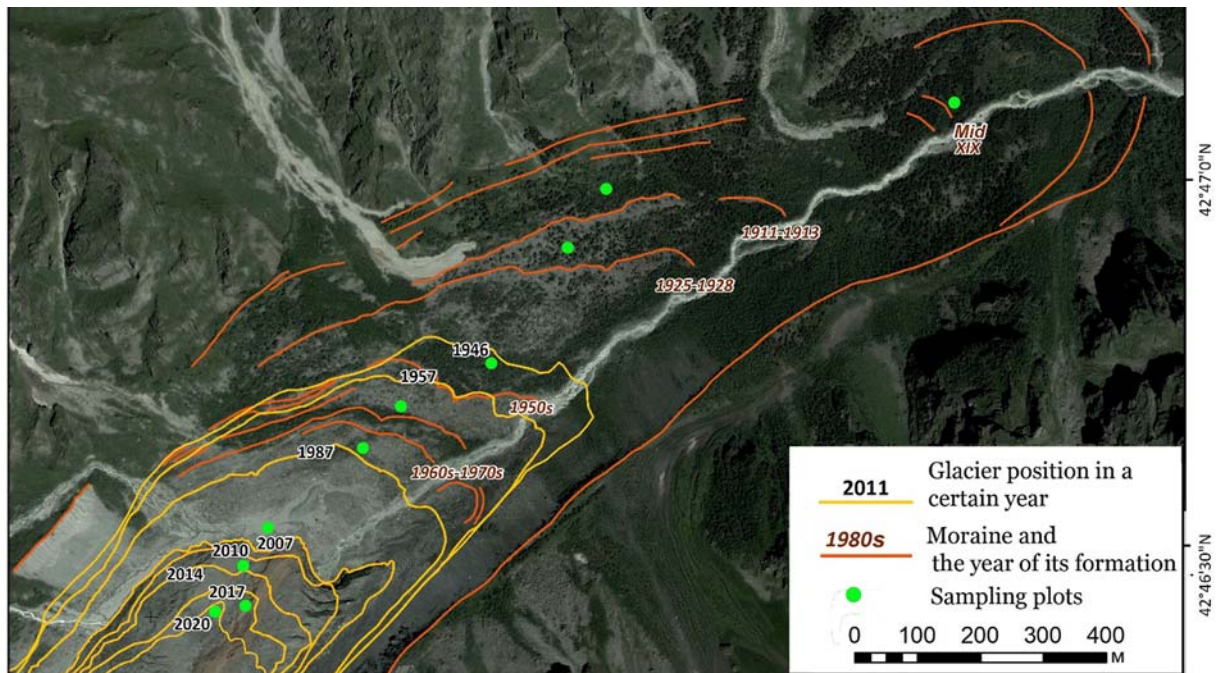 Mid
XIX
42°47'0"N
1911-1913
1925-1928
1946
1957
1950s
1987
1960s-1970s
2007
2010
2014
2017
2020
42°46'30"N
2011
Glacier position in a
certain year
1980s
Moraine and
the year of its formation
Sampling plots
0 100 200 300 400
M